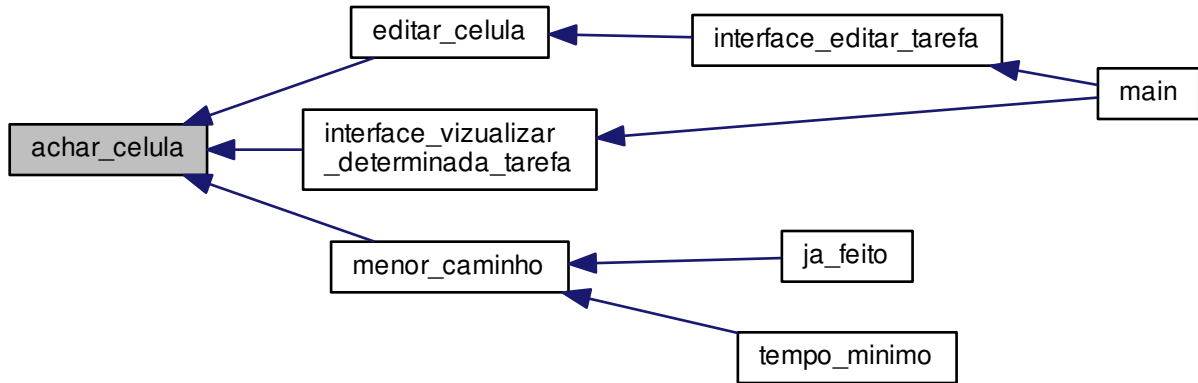 editar_celula
interface_editar_tarefa
main
achar_celula
interface_vizualizar
_determinada_tarefa
menor_caminho
ja_feito
tempo_minimo